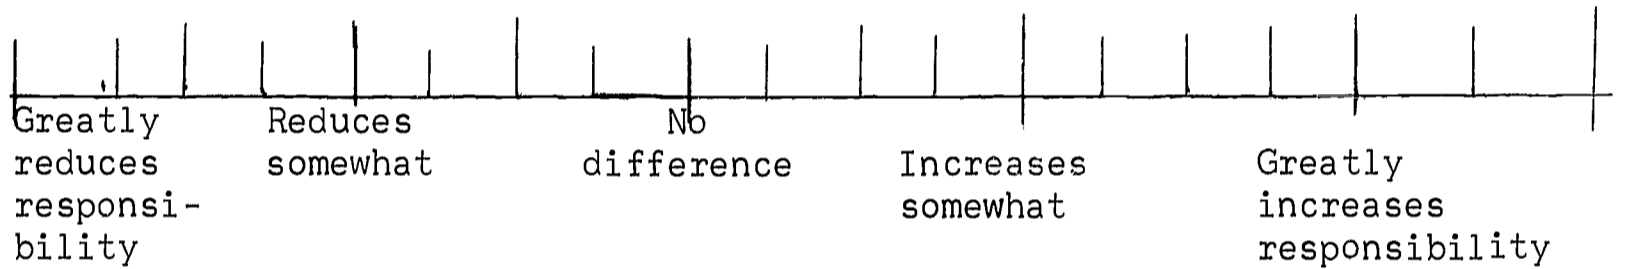 Greatly
reduces
responsi-
bility
Reduces
somewhat
No
difference
Increases
somewhat
Greatly
increases
responsibility